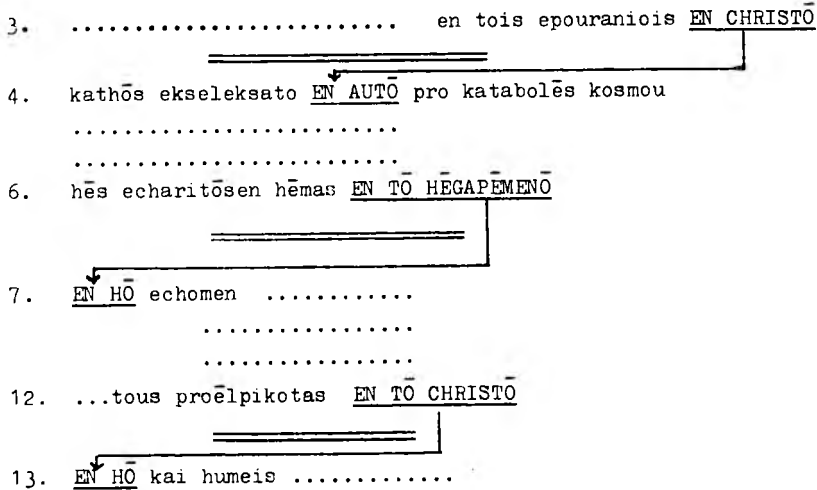 3. ............................. en tois epouraniois EN CHRISTŌ
4. kathōs ekseleksato EN AUTŌ pro katabolēs kosmou
.............................
.............................
6. hēs echaritōsen hēmas EN TŌ HĒGAPĒMENŌ
7. EN HŌ echomen .............
..................
..................
12. ...tous proēlpikotas EN TŌ CHRISTŌ
13. EN HŌ kai humeis ..............